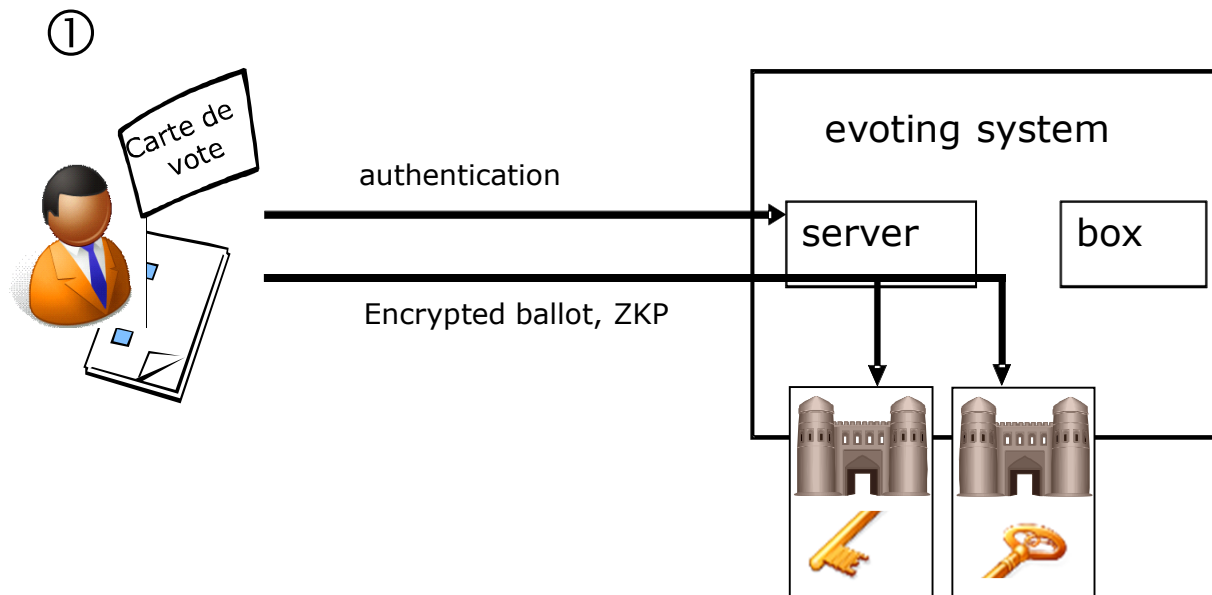 ①
Carte de
vote
authentication
evoting system
server
box
Encrypted ballot, ZKP